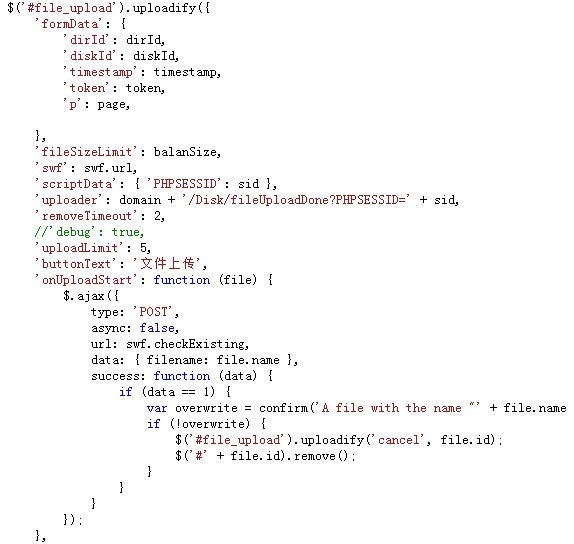 $('#file_upload').uploadify({
    'formData': {
        'dirId': dirId,
        'diskId': diskId,
        'timestamp': timestamp,
        'token': token,
        'p': page,

    },
    'fileSizeLimit': balanSize,
    'swf': swf.url,
    'scriptData': { 'PHPSESSID': sid },
    'uploader': domain + '/Disk/fileUploadDone?PHPSESSID=' + sid,
    'removeTimeout': 2,
    //'debug': true,
    'uploadLimit': 5,
    'buttonText': '文件上传',
    'onUploadStart': function (file) {
        $.ajax({
            type: 'POST',
            async: false,
            url: swf.checkExisting,
            data: { filename: file.name },
            success: function (data) {
                if (data == 1) {
                    var overwrite = confirm('A file with the name "' + file.name
                    if (!overwrite) {
                        $('#file_upload').uploadify('cancel', file.id);
                        $('#' + file.id).remove();
                    }
                }
            }
        });
    },